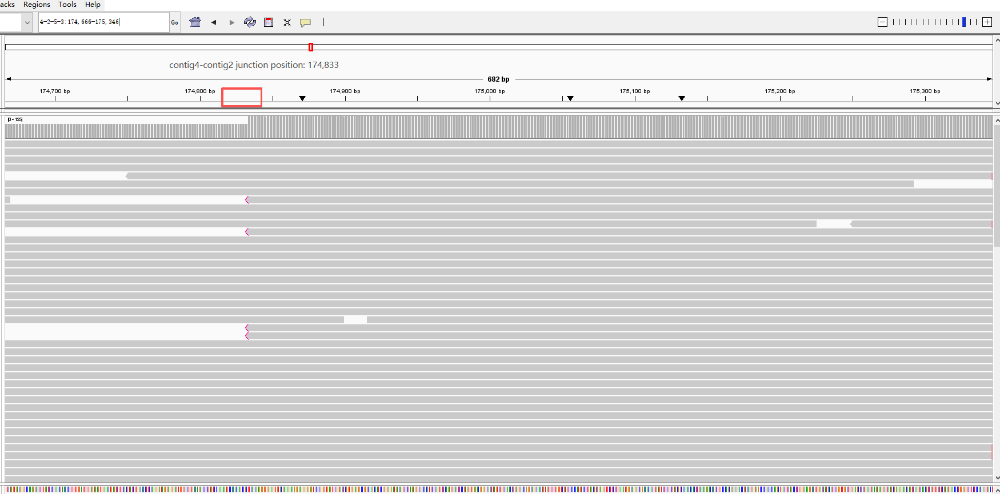 acks Regions Tools Help
4-2-5-3:174,666-175,346 Go
contig4-contig2 junction position: 174,833
682 bp
174,700 bp 174,800 bp 174,900 bp 175,000 bp 175,100 bp 175,200 bp 175,300 bp
[0 - 125]